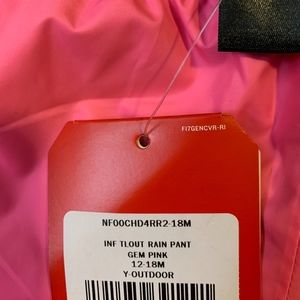 FI7GENCVR-RI
NF00CHD4RR2-18M
INF TLOUT RAIN PANT
GEM PINK
12-18M
Y-OUTDOOR